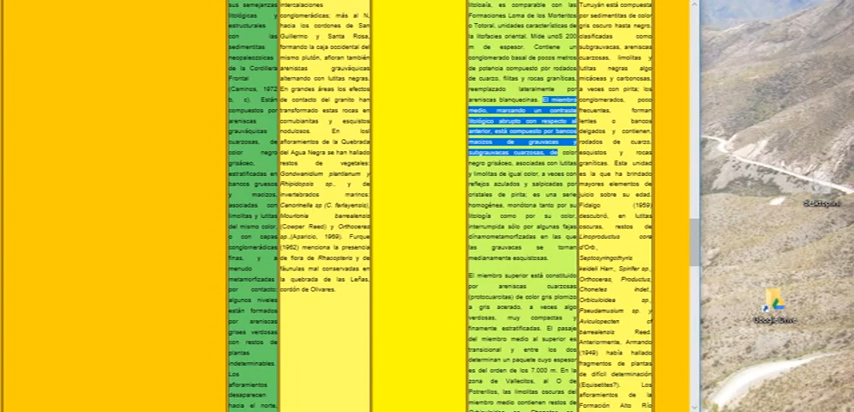 sus semejanzas
litológicas y
estructurales
con las
sedimentitas
neopaleozoicas
de la Cordillera
Frontal
(Caminos, 1972
b, c). Están
compuestos por
areniscas
grauváquicas
cuarzosas, de
color negro
grisáceo,
estratificadas en
bancos gruesos
y macizos,
asociadas con
limolitas y lutitas
del mismo color,
o con capas
conglomerádicas
finas, y a
menudo
metamorfizadas
por contacto;
algunos niveles
están formados
por areniscas
grises verdosas
con restos de
plantas
indeterminables.
Los
afloramientos
desaparecen
hacia el norte,
intercalaciones
conglomerádicas; más al N,
hacia los cordones de San
Guillermo y Santa Rosa,
formando la caja occidental del
mismo plutón, afloran también
areniscas grauváquicas
alternando con lutitas negras.
En grandes áreas los efectos
de contacto del granito han
transformado estas rocas en
cornubianitas y esquistos
nodulosos. En los
afloramientos de la Quebrada
del Agua Negra se han hallado
restos de vegetales:
Gondwanidium plantianum y
Rhipidopsis sp., y de
invertebrados marinos:
Canorinella sp (C. farlayensis),
Mourlonia barrealensis
(Cowper Reed) y Orthoceras
sp.,(Aparicio, 1969). Furque
(1962) menciona la presencia
de flora de Rhacopteris y de
fáunulas mal conservadas en
la quebrada de las Leñas,
cordón de Olivares.
litología, es comparable con las
Formaciones Loma de los Morteritos
o Totoral, unidades características de
la litofacies oriental. Mide unos 200
m de espesor. Contiene un
conglomerado basal de pocos metros
de potencia compuesto por rodados
de cuarzo, filitas y rocas graníticas,
reemplazado lateralmente por
areniscas blanquecinas. El miembro
medio, marcando un contraste
litológico abrupto con respecto al
anterior, está compuesto por bancos
macizos de grauvacas y
subgrauvacas cuarzosas, de color
negro grisáceo, asociadas con lutitas
y limolitas de igual color, a veces con
reflejos azulados y salpicadas por
cristales de pirita; es una serie
homogénea, monótona tanto por su
litología como por su color,
interrumpida sólo por algunas fajas
dinamometamorfizadas en las que
las grauvacas se tornan
medianamente esquistosas.
El miembro superior está constituido
por areniscas cuarzosas
(protocuarcitas) de color gris plomizo
a gris acerado, a veces algo
verdosas, muy compactas y
finamente estratificadas. El pasaje
del miembro medio al superior es
transicional y entre los dos
determinan un paquete cuyo espesor
es del orden de los 7.000 m. En la
zona de Vallecitos, al O de
Potrerillos, las limolitas oscuras del
miembro medio contienen restos de
Tunuyán está compuesta
por sedimentitas de color
gris oscuro hasta negro,
clasificadas como
subgrauvacas, areniscas
cuarzosas, limolitas y
lutitas negras algo
micáceas y carbonosas,
a veces con pirita; los
conglomerados, poco
frecuentes, forman
lentes o bancos
delgados y contienen,
rodados de cuarzo,
esquistos y rocas
graníticas. Esta unidad
es la que ha brindado
mayores elementos de
juicio sobre su edad.
Fidalgo (1959)
descubrió, en lutitas
oscuras, restos de
Linoproductus cora
d'Orb.,
Septosyringothyris
keideli Harr., Spirifer sp.,
Orthoceras, Productus,
Chonetes indet.,
Orbiculoidea sp.,
Pseudamusium sp. y
Aviculopecten cf
barrealensis Reed.
Anteriormente, Armando
(1949) había hallado
fragmentos de plantas
de difícil determinación
(Equisetites?). Los
afloramientos de la
Formación Alto Río
Google Drive